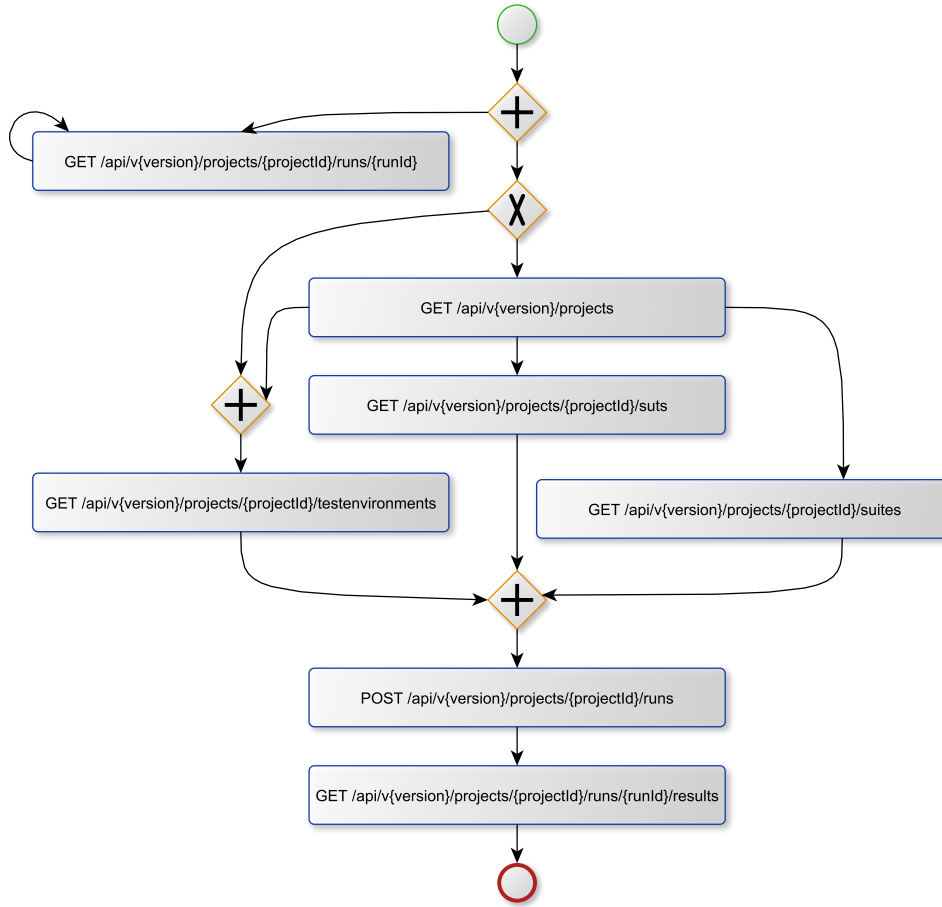 GET /api/v{version}/projects/{projectId}/runs/{runId}
GET /api/v{version}/projects
GET /api/v{version}/projects/{projectId}/suts
GET /api/v{version}/projects/{projectId}/testenvironments
GET /api/v{version}/projects/{projectId}/suites
POST /api/v{version}/projects/{projectId}/runs
GET /api/v{version}/projects/{projectId}/runs/{runId}/results